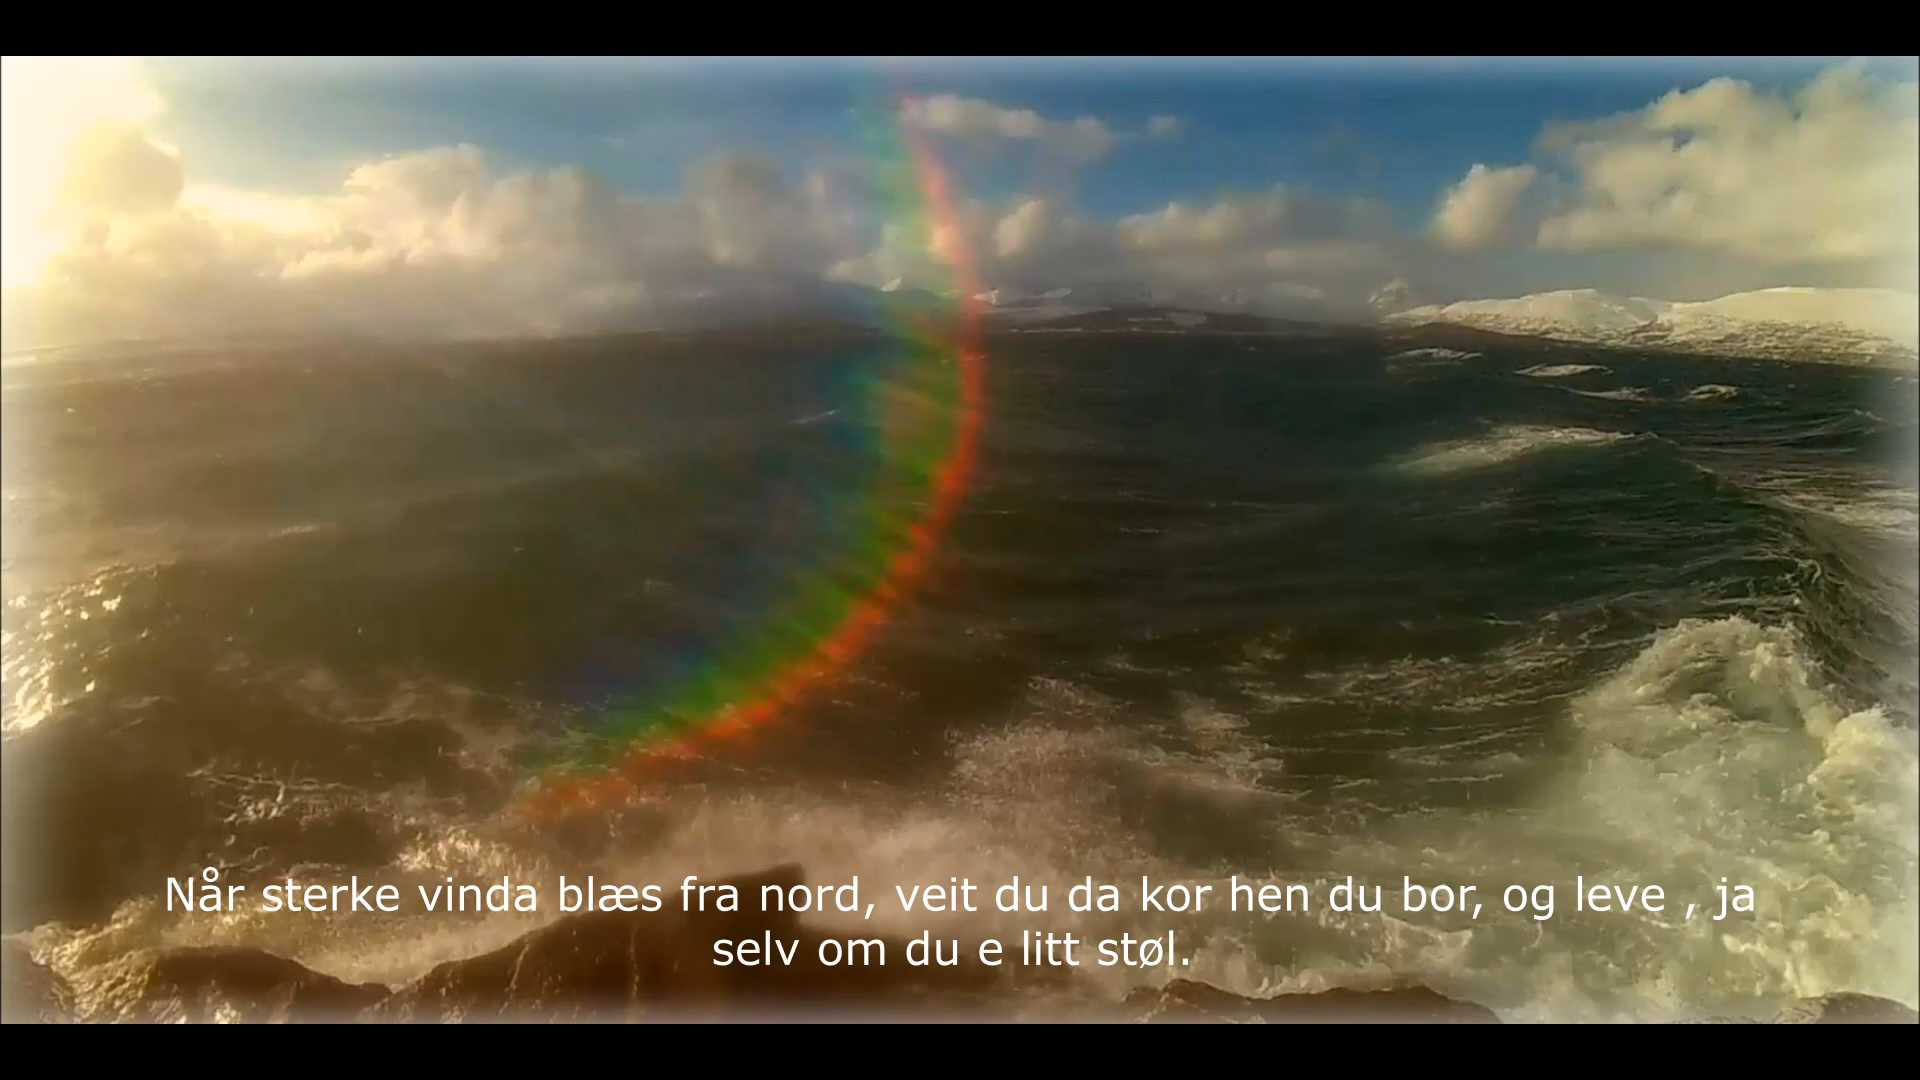 Når sterke vinda blæs fra nord, veit du da kor hen du bor, og leve , ja
selv om du e litt støl.